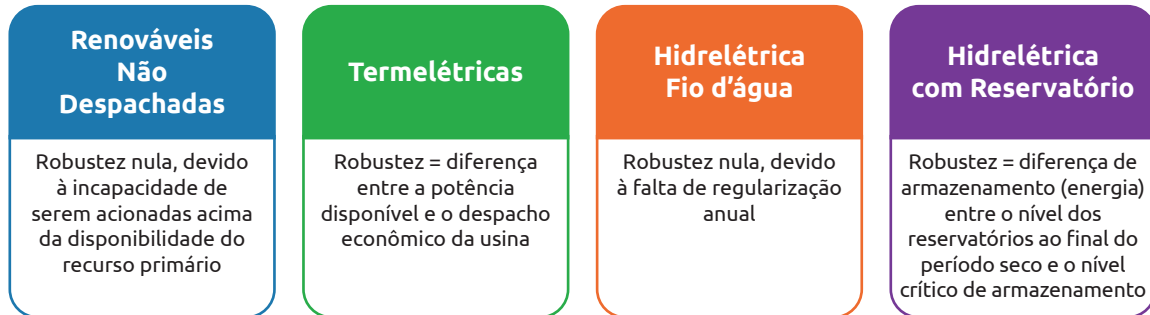 Renováveis
Não
Despachadas
Robustez nula, devido
à incapacidade de
serem acionadas acima
da disponibilidade do
recurso primário
Termelétricas
Robustez = diferença
entre a potência
disponível e o despacho
econômico da usina
Hidrelétrica
Fio d’água
Robustez nula, devido
à falta de regularização
anual
Hidrelétrica
com Reservatório
Robustez = diferença de
armazenamento (energia)
entre o nível dos
reservatórios ao final do
período seco e o nível
crítico de armazenamento